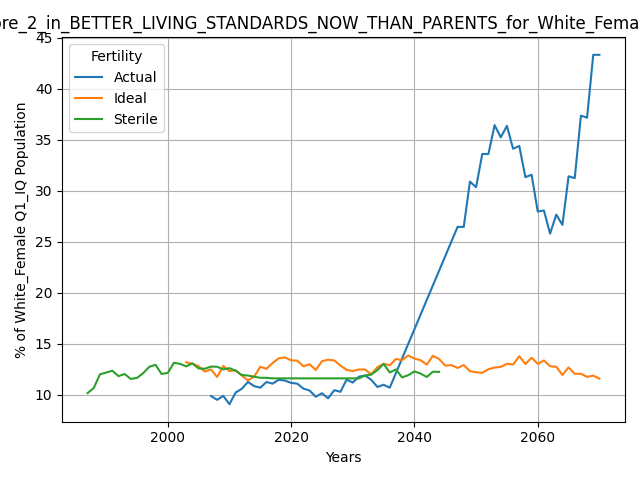 ore_2_in_BETTER_LIVING_STANDARDS_NOW_THAN_PARENTS_for_White_Fema
45
40
35
30
25
20
15
10
% of White_Female Q1_IQ Population
Fertility
Actual
Ideal
Sterile
2000
2020
2040
2060
Years